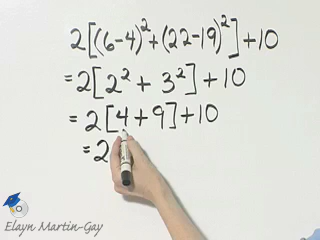 2[(6-4)²+(22-19)²]+10
=2[2²+3²]+10
=2[4+9]+10
=2
Elayn Martin-Gay